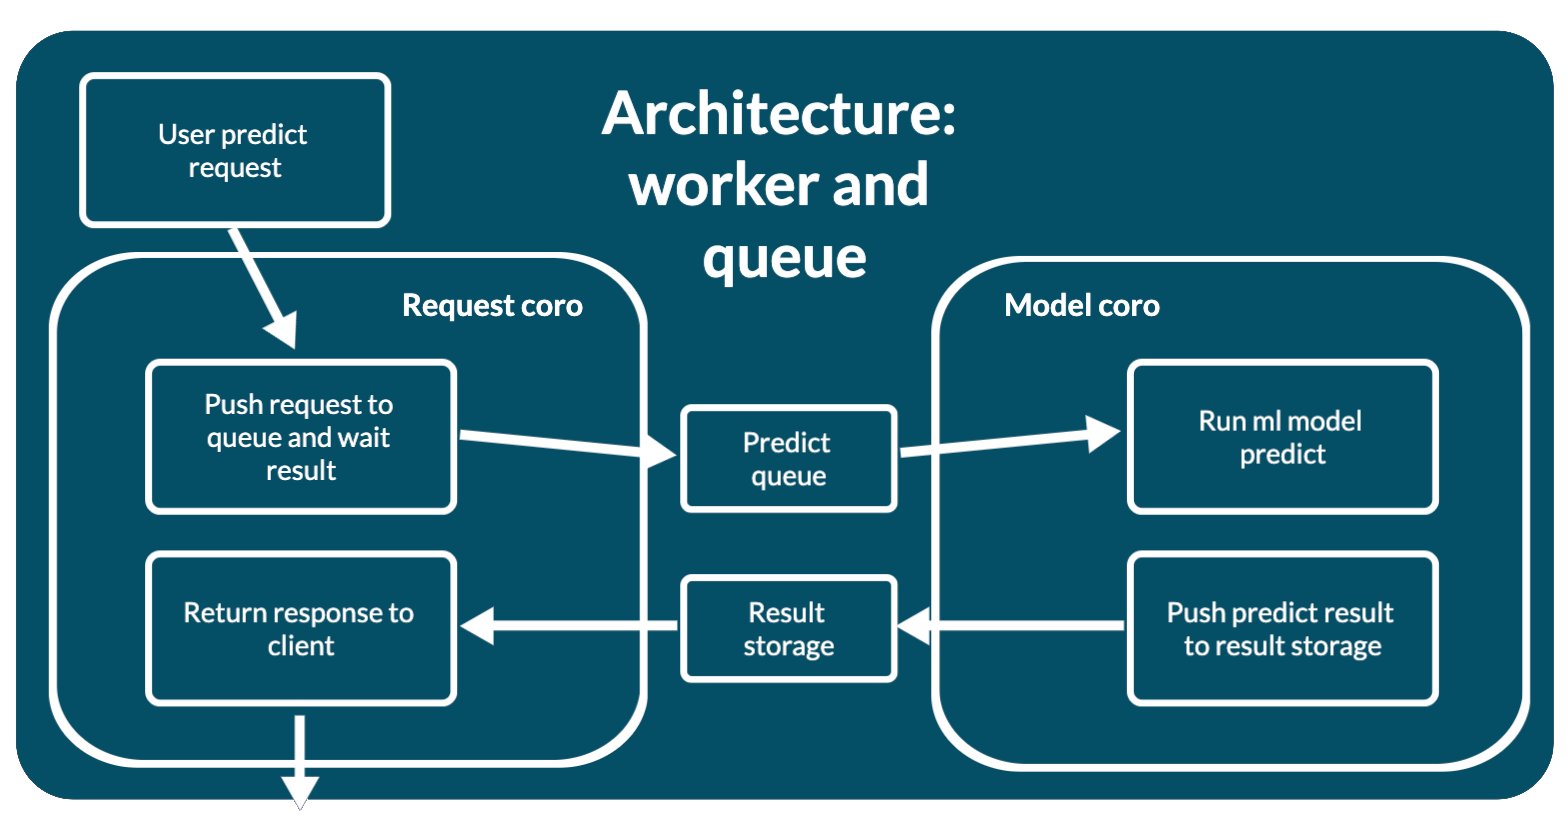 Architecture:
worker and
queue
User predict
request
Request coro
Model coro
Push request to
queue and wait
result
Predict
queue
Run ml model
predict
Return response to
client
Result
storage
Push predict result
to result storage